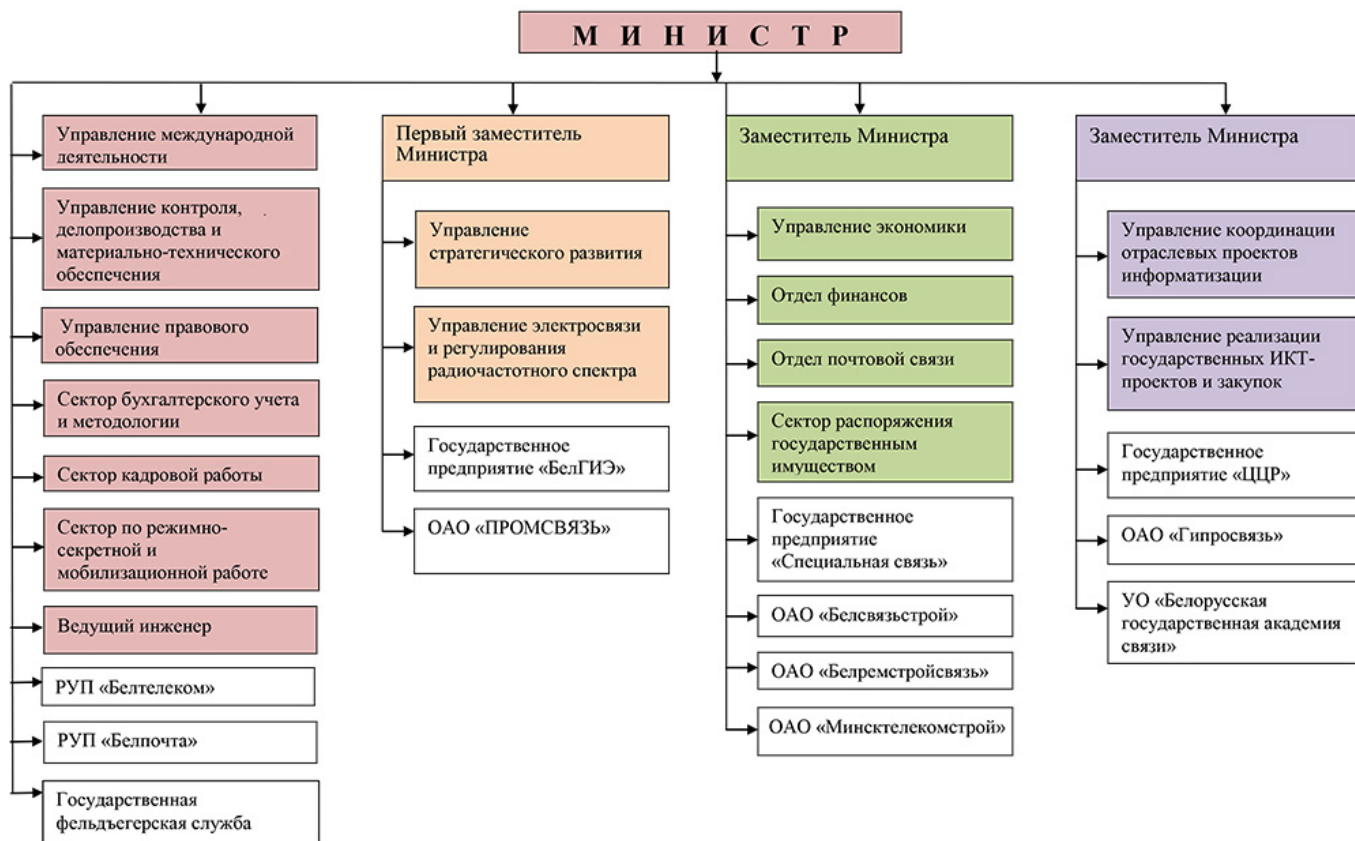 М И Н И С Т Р
Управление международной
деятельности
Управление контроля,
делопроизводства и
материально-технического
обеспечения
Управление правового
обеспечения
Сектор бухгалтерского учета
и методологии
Сектор кадровой работы
Сектор по режимно-
секретной и
мобилизационной работе
Ведущий инженер
РУП «Белтелеком»
РУП «Белпочта»
Государственная
фельдъегерская служба
Первый заместитель
Министра
Управление
стратегического развития
Управление электросвязи
и регулирования
радиочастотного спектра
Государственное
предприятие «БелГИЭ»
ОАО «ПРОМСВЯЗЬ»
Заместитель Министра
Управление экономики
Отдел финансов
Отдел почтовой связи
Сектор распоряжения
государственным
имуществом
Государственное
предприятие
«Специальная связь»
ОАО «Белсвязьстрой»
ОАО «Белремстройсвязь»
ОАО «Минсктелекомстрой»
Заместитель Министра
Управление координации
отраслевых проектов
информатизации
Управление реализации
государственных ИКТ-
проектов и закупок
Государственное
предприятие «ЦЦР»
ОАО «Гипросвязь»
УО «Белорусская
государственная академия
связи»